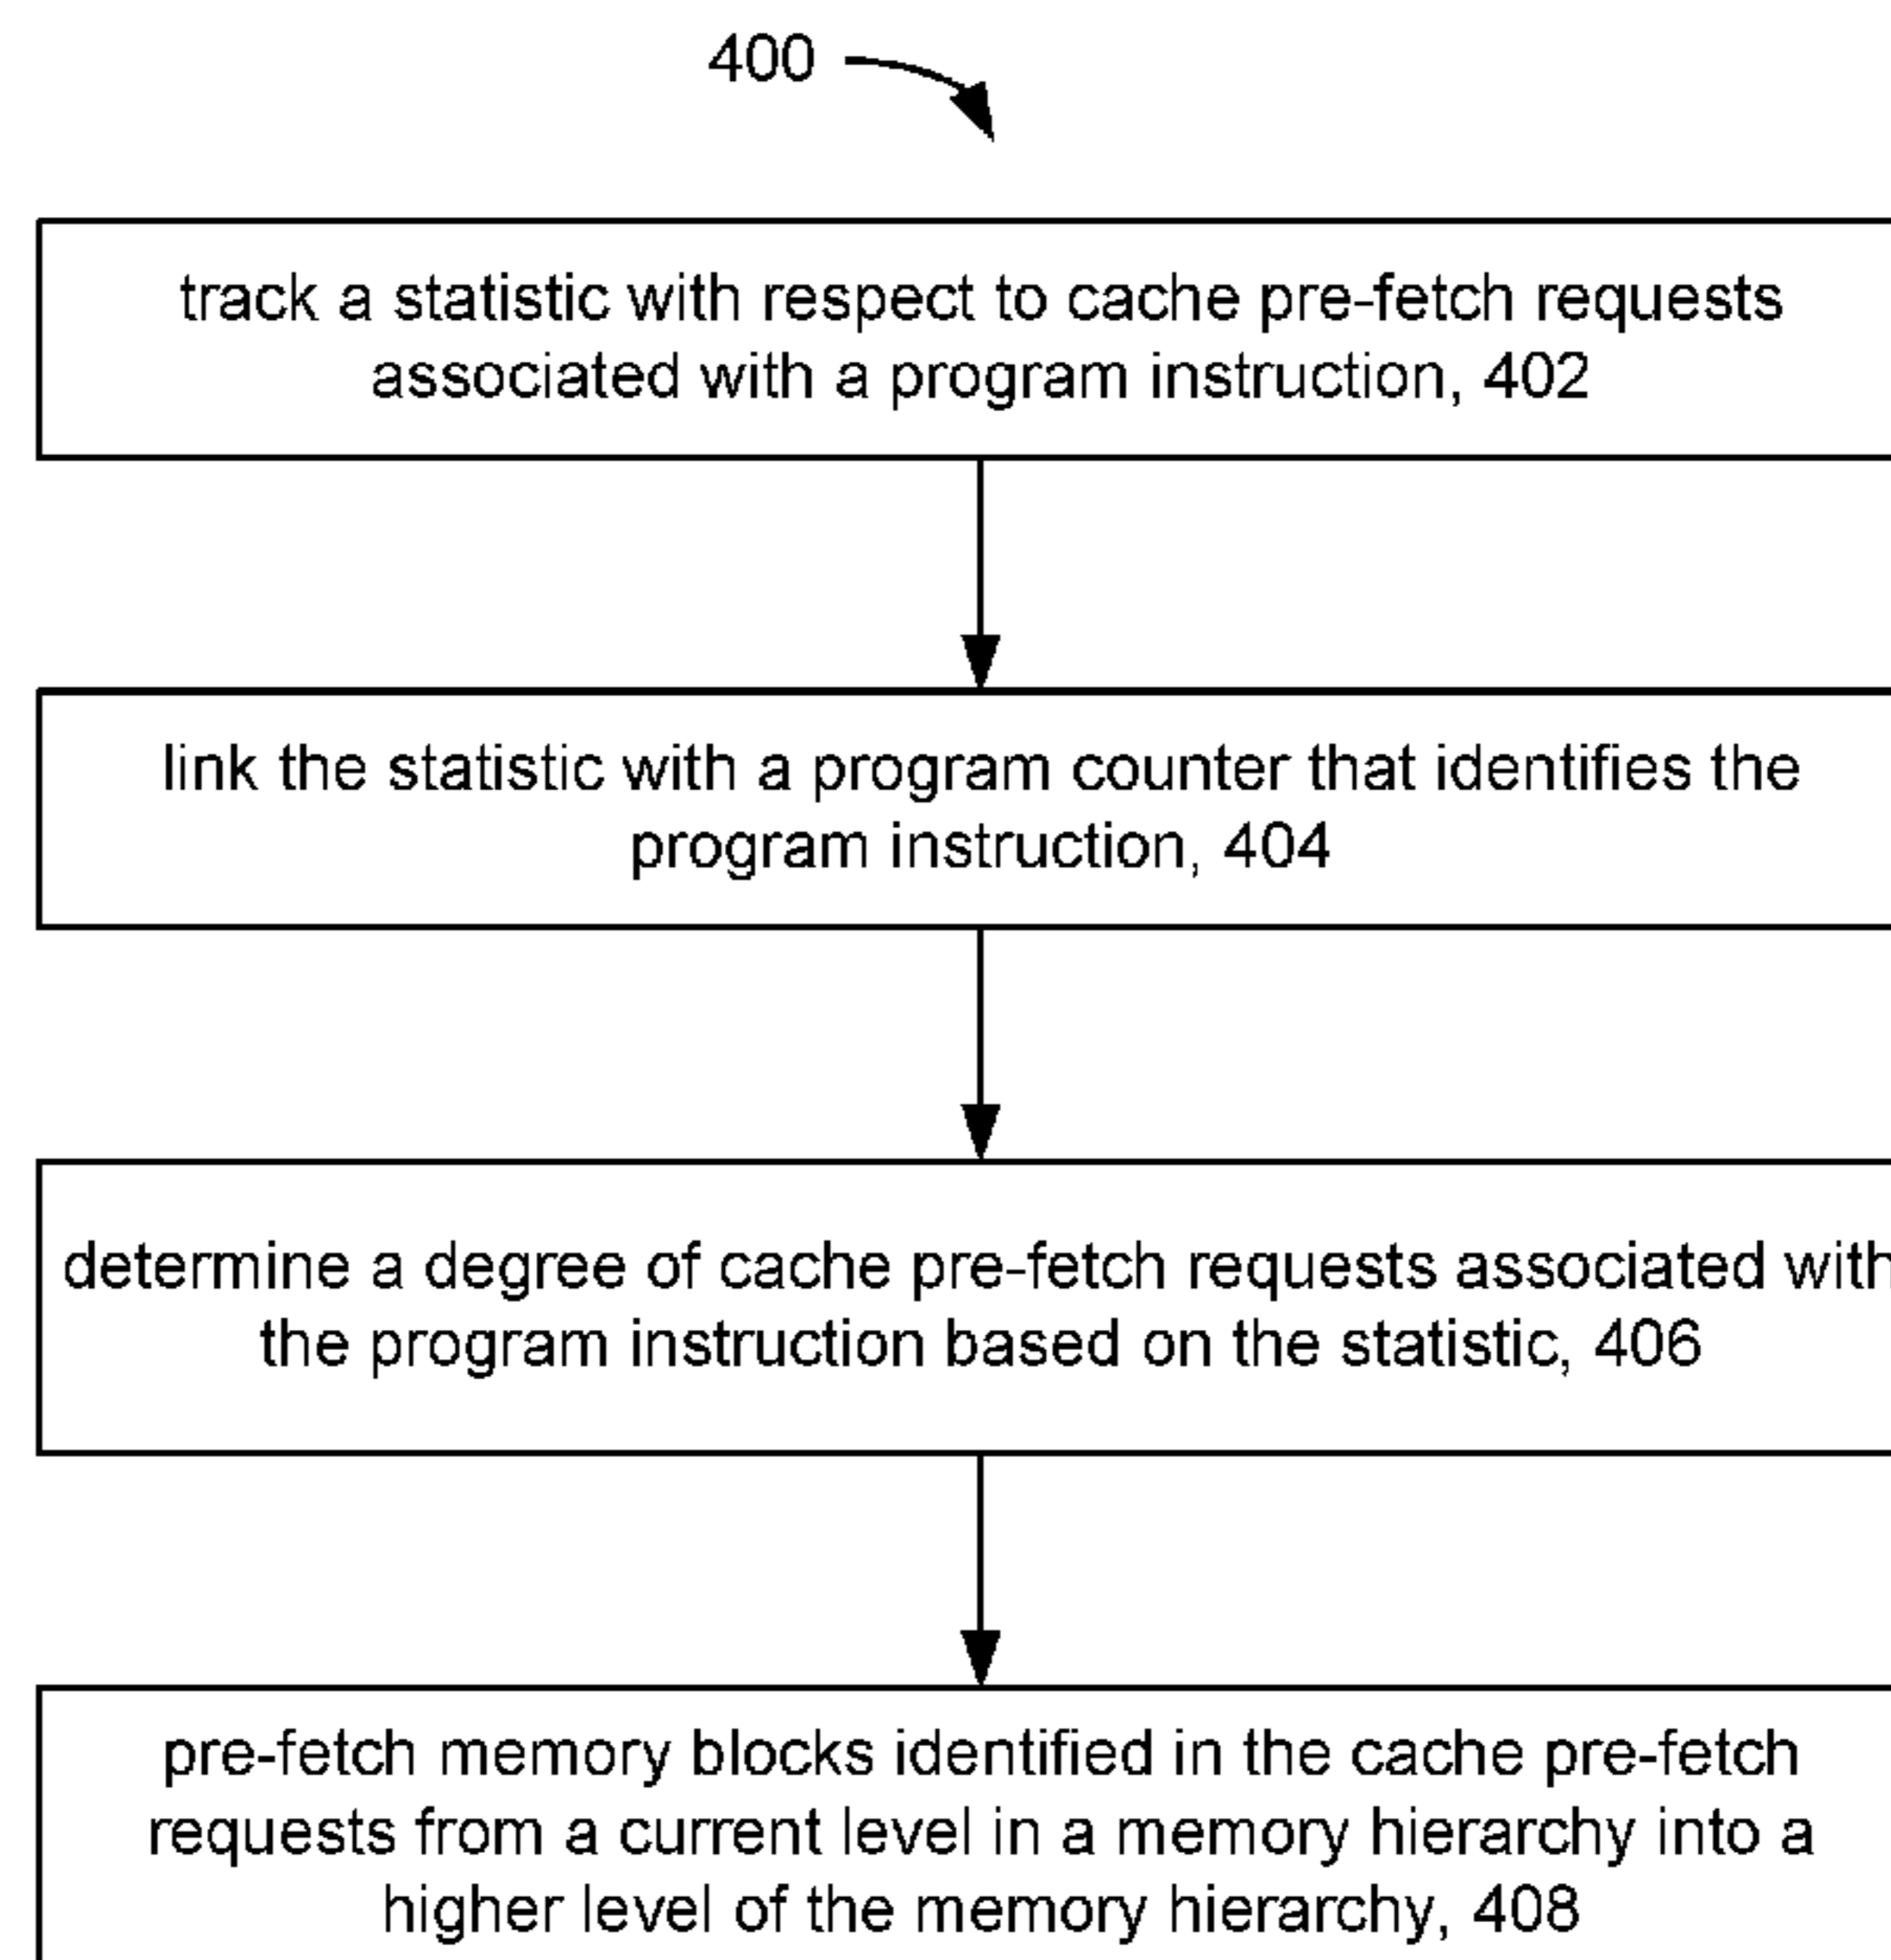 400
track a statistic with respect to cache pre-fetch requests
associated with a program instruction, 402
link the statistic with a program counter that identifies the
program instruction, 404
determine a degree of cache pre-fetch requests associated with
the program instruction based on the statistic, 406
pre-fetch memory blocks identified in the cache pre-fetch
requests from a current level in a memory hierarchy into a
higher level of the memory hierarchy, 408